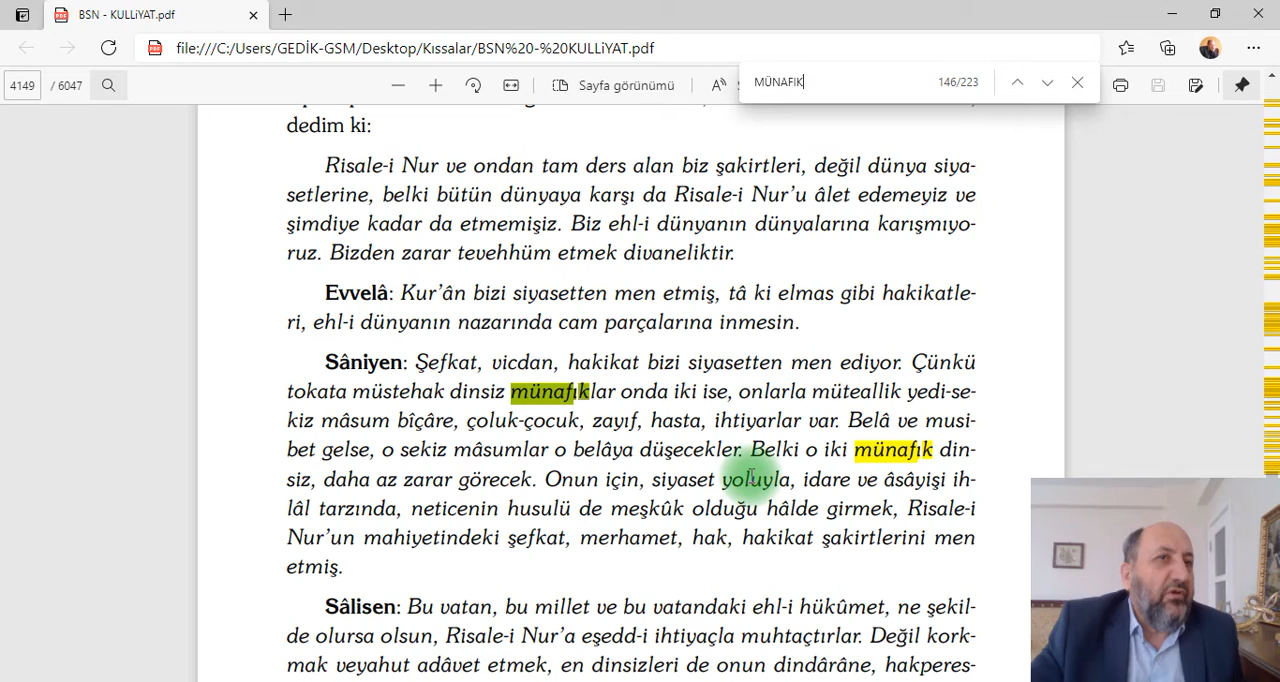 BSN - KULLiYAT.pdf
file:///C:/Users/GEDİK-GSM/Desktop/Kıssalar/BSN%20-%20KULLiYAT.pdf
4149 / 6047
Sayfa görünümü
MÜNAFIK 146/223
dedim ki:
Risale-i Nur ve ondan tam ders alan biz şakirtleri, değil dünya siya-
setlerine, belki bütün dünyaya karşı da Risale-i Nur'u âlet edemeyiz ve
şimdiye kadar da etmemişiz. Biz ehl-i dünyanın dünyalarına karışmıyo-
ruz. Bizden zarar tevehhüm etmek divaneliktir.
Evvelâ: Kur'ân bizi siyasetten men etmiş, tâ ki elmas gibi hakikatle-
ri, ehl-i dünyanın nazarında cam parçalarına inmesin.
Sâniyen: Şefkat, vicdan, hakikat bizi siyasetten men ediyor. Çünkü
tokata müstehak dinsiz münafıklar onda iki ise, onlarla müteallik yedi-se-
kiz mâsum bîçâre, çoluk-çocuk, zayıf, hasta, ihtiyarlar var. Belâ ve musi-
bet gelse, o sekiz mâsumlar o belâya düşecekler. Belki o iki münafık din-
siz, daha az zarar görecek. Onun için, siyaset yoluyla, idare ve âsâyişi ih-
lâl tarzında, neticenin husulü de meşkûk olduğu hâlde girmek, Risale-i
Nur'un mahiyetindeki şefkat, merhamet, hak, hakikat şakirtlerini men
etmiş.
Sâlisen: Bu vatan, bu millet ve bu vatandaki ehl-i hükûmet, ne şekil-
de olursa olsun, Risale-i Nur'a eşedd-i ihtiyaçla muhtaçtırlar. Değil kork-
mak veyahut adâvet etmek, en dinsizleri de onun dindârâne, hakperes-